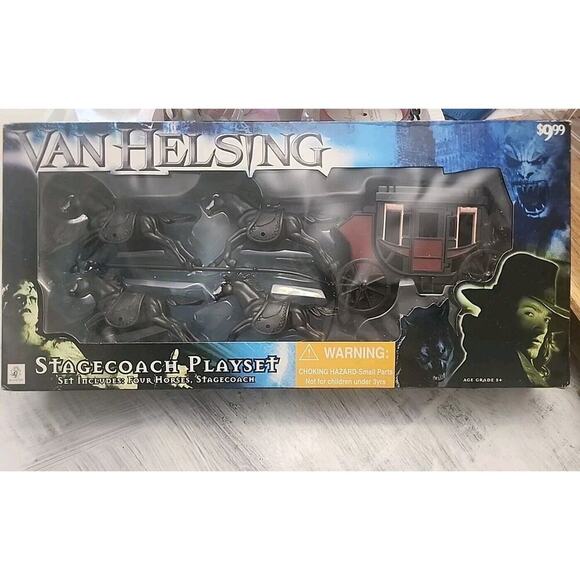 VAN HELSING
$9.99
STAGECOACH PLAYSET
SET INCLUDES: FOUR HORSES, STAGECOACH
WARNING:
CHOKING HAZARD-Small Parts
Not for children under 3yrs
AGE GRADE 5+